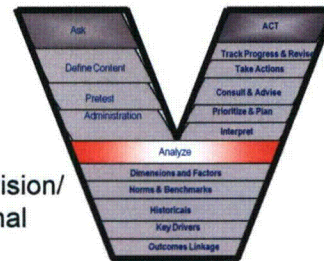 Ask
Define Content
Pretest
Administration
ACT
Track Progress & Revise
Take Actions
Consult & Advise
Prioritize & Plan
Interpret
Analyze
Dimensions and Factors
Norms & Benchmarks
Historicals
Key Drivers
Outcomes Linkage
ision/
nal